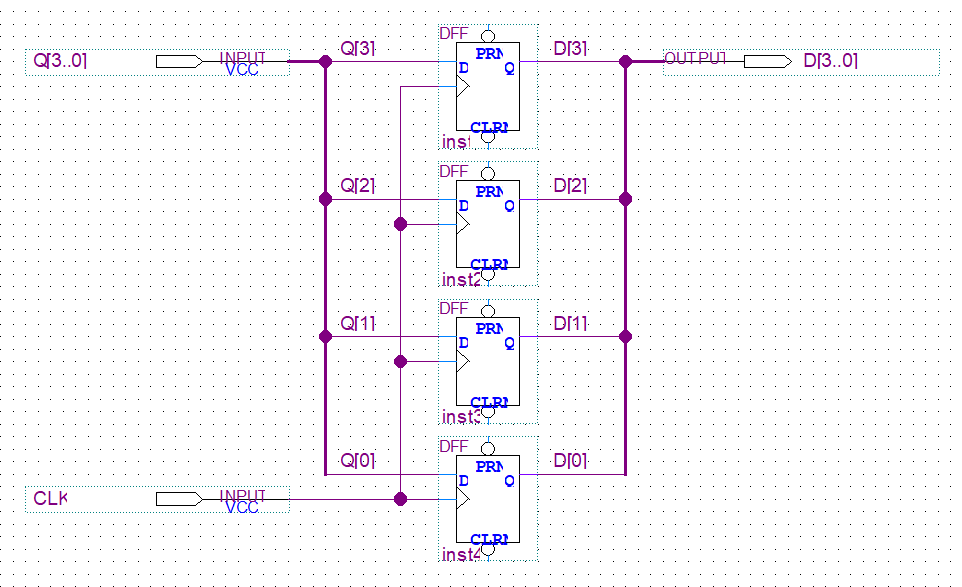 Q[3..0] INPUT VCC Q[3] DFF PRN D Q CLRN inst D[3] OUTPUT D[3..0]
Q[2] DFF PRN D Q CLRN inst2 D[2]
Q[1] DFF PRN D Q CLRN inst3 D[1]
Q[0] DFF PRN D Q CLRN inst4 D[0]
CLK INPUT VCC